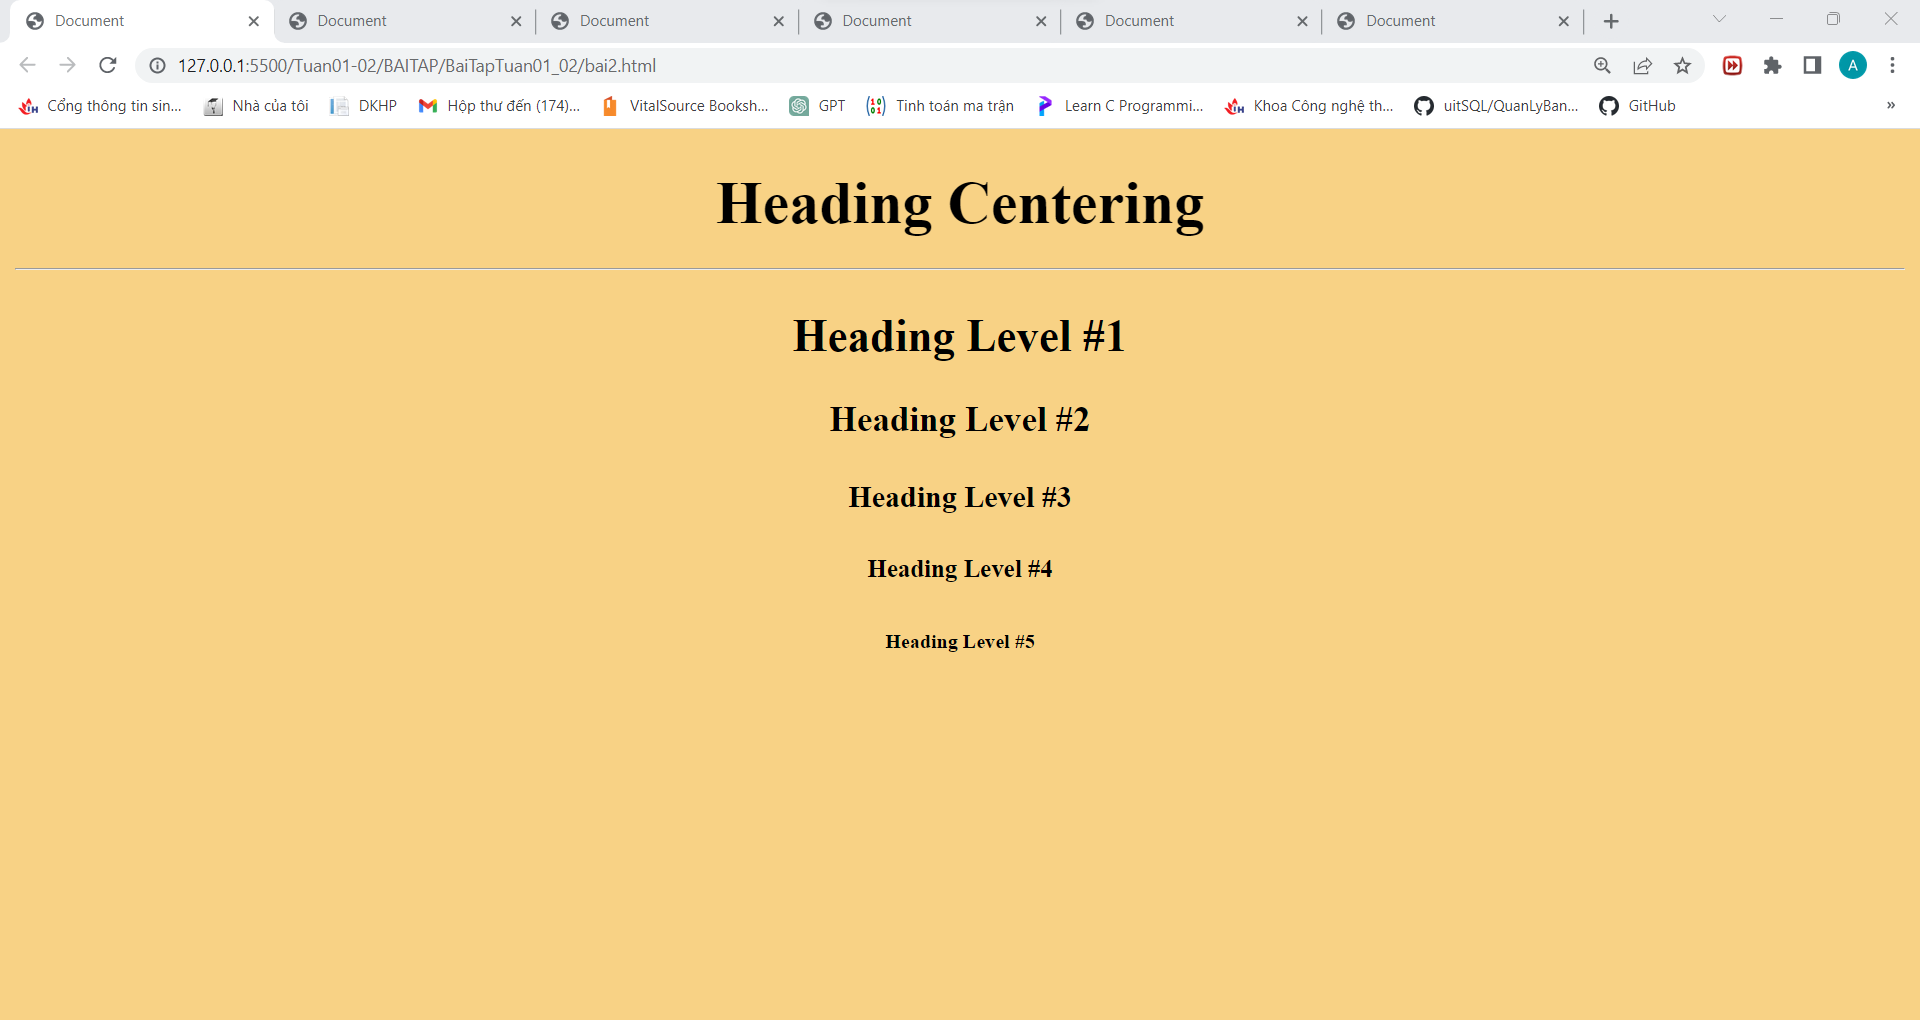 Document Document Document Document Document Document
127.0.0.1:5500/Tuan01-02/BAITAP/BaiTapTuan01_02/bai2.html A
Cổng thông tin sin... Nhà của tôi DKHP Hộp thư đến (174)... VitalSource Booksh... GPT Tinh toán ma trận Learn C Programmi... Khoa Công nghệ th... uitSQL/QuanLyBan... GitHub »
Heading Centering
Heading Level #1
Heading Level #2
Heading Level #3
Heading Level #4
Heading Level #5